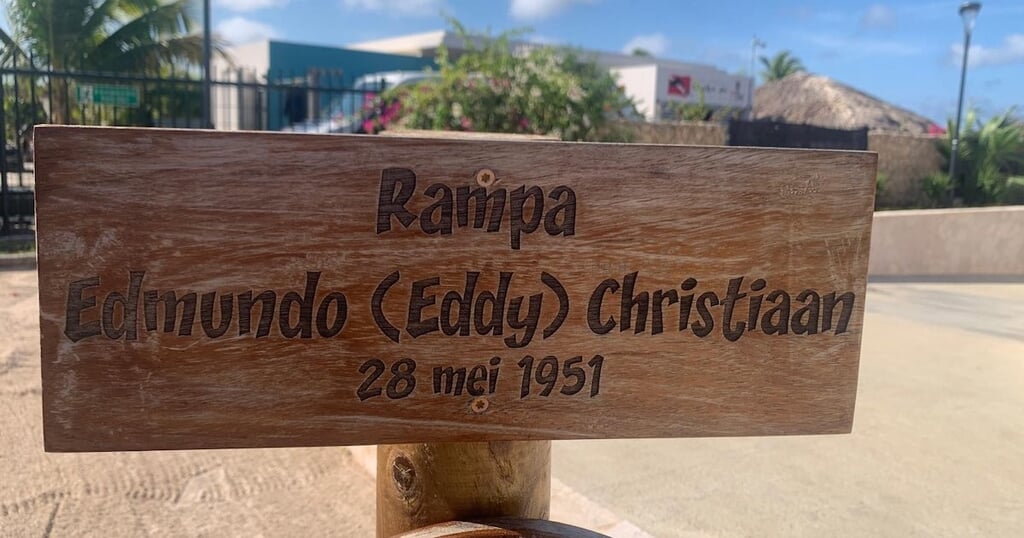 Rampa
Edmundo (Eddy) Christiaan
28 mei 1951